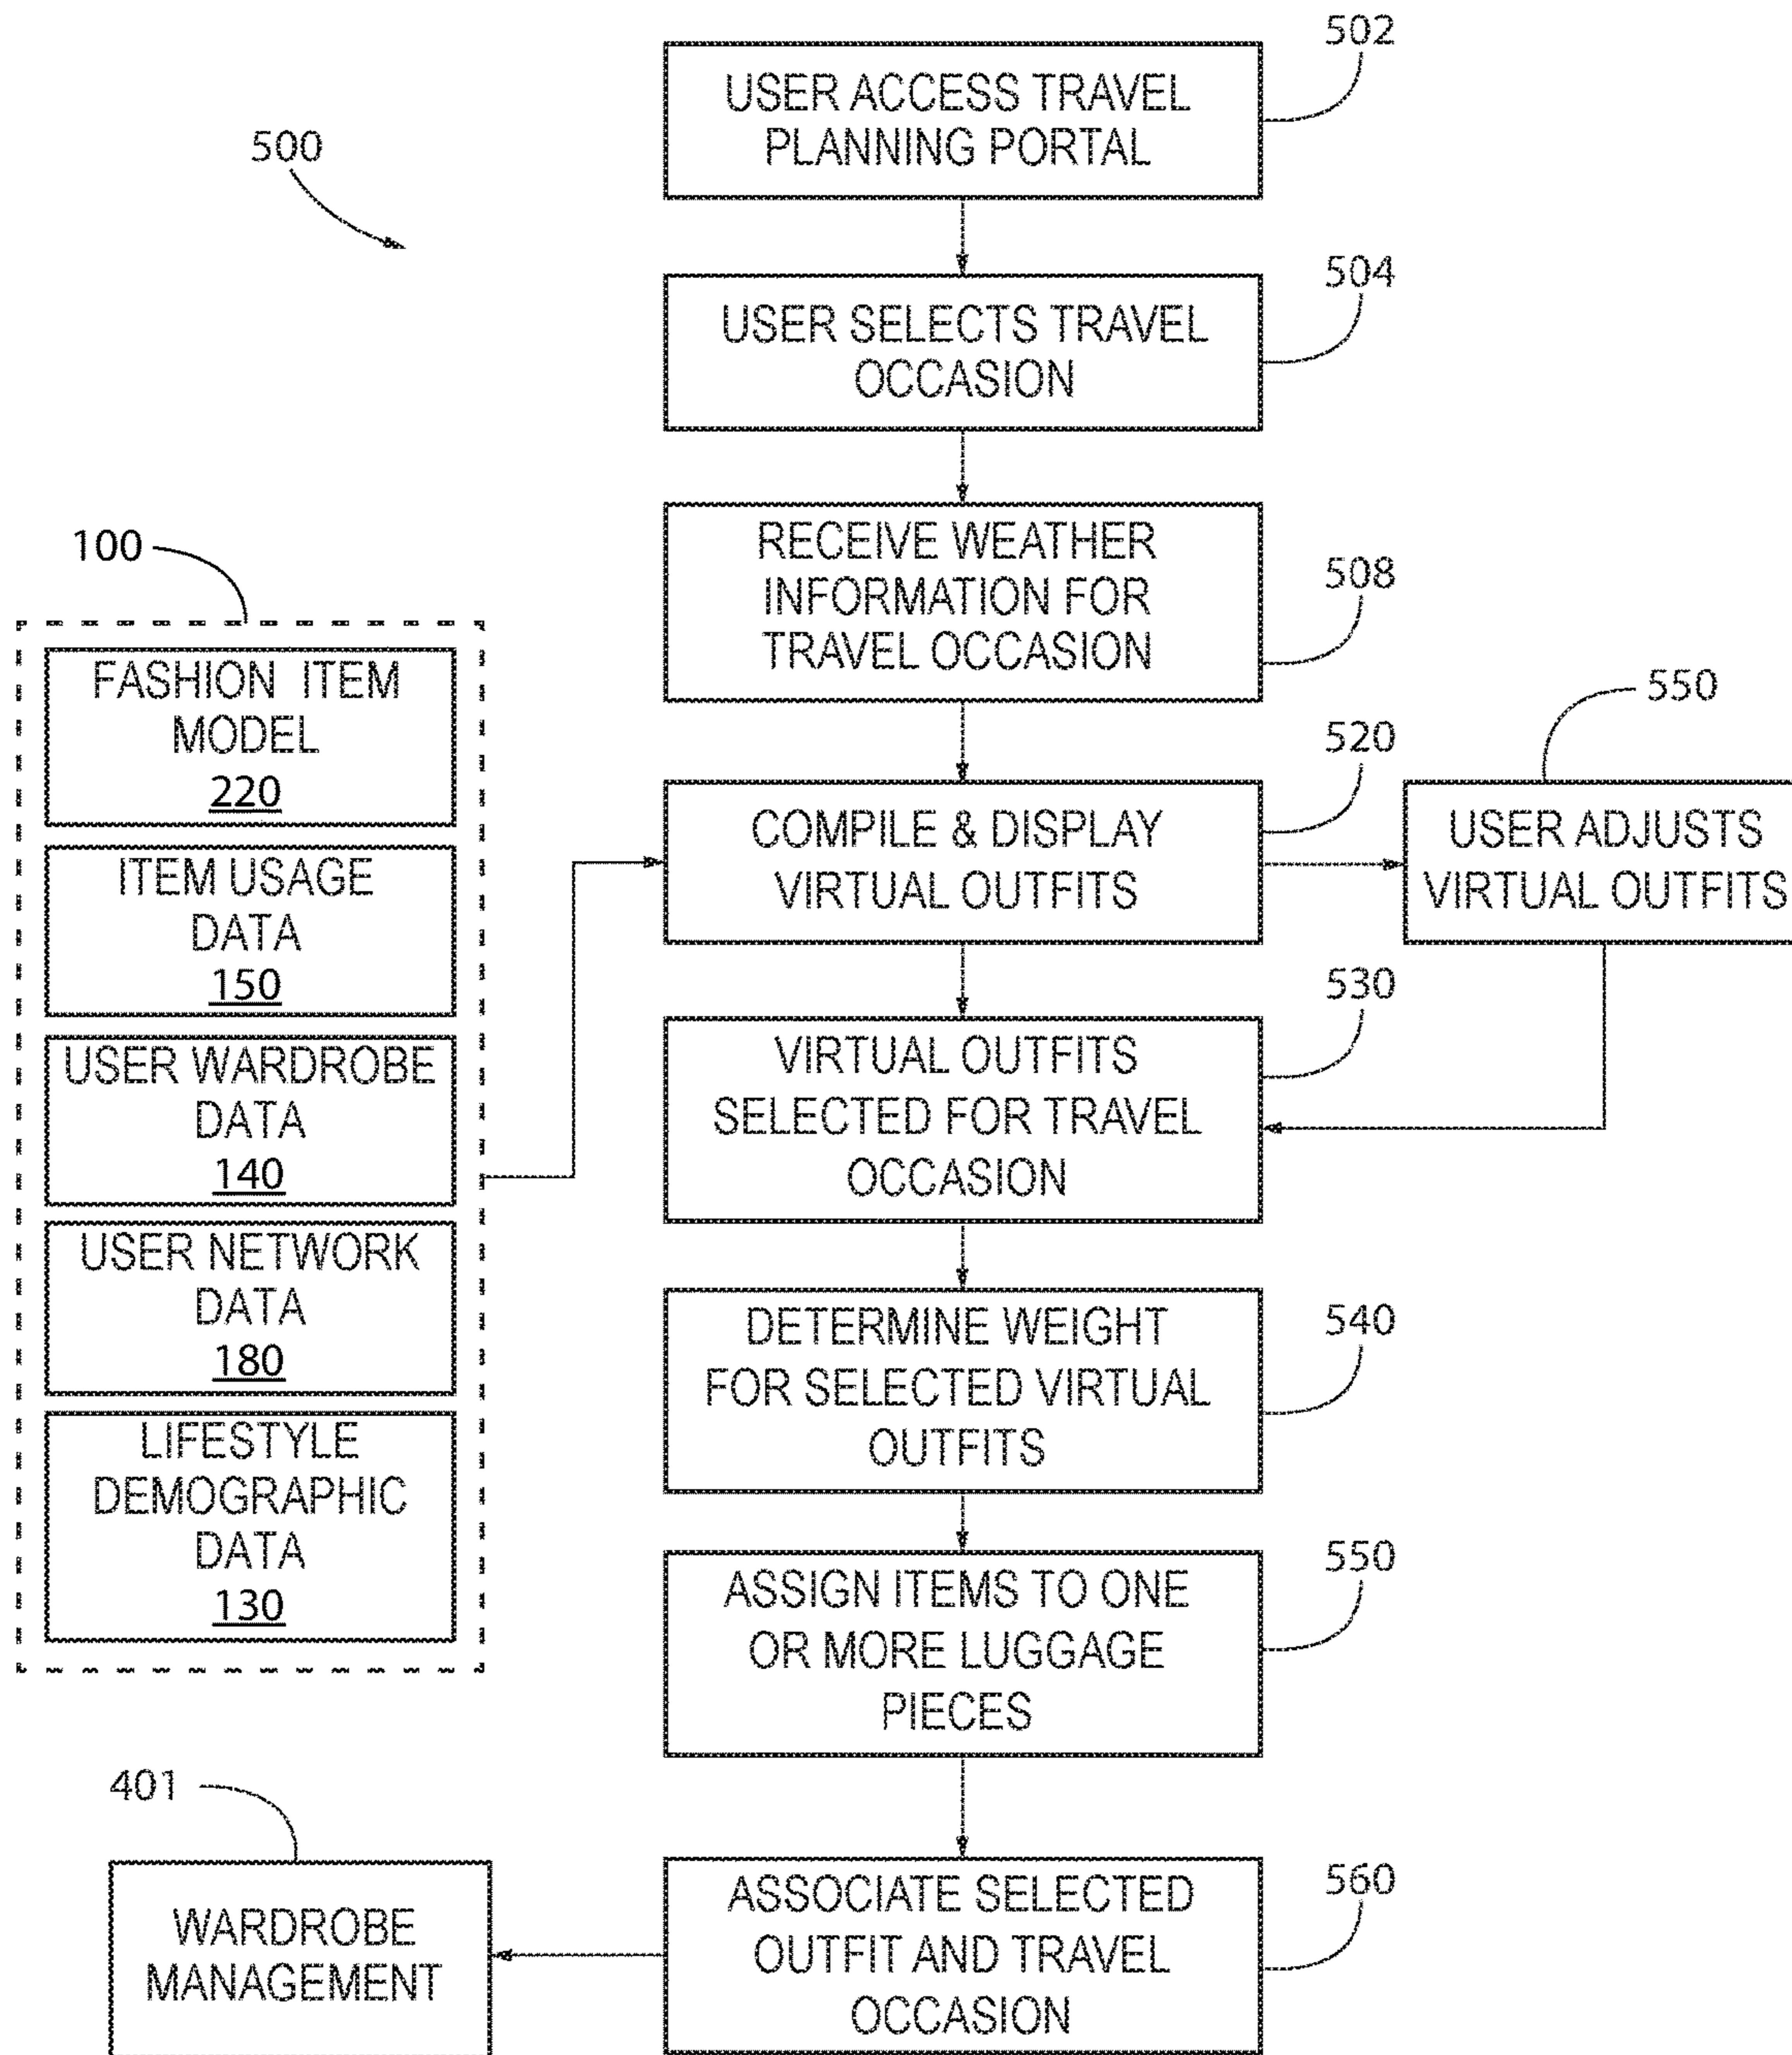 502
USER ACCESS TRAVEL
PLANNING PORTAL
500
504
USER SELECTS TRAVEL
OCCASION
RECEIVE WEATHER
INFORMATION FOR
TRAVEL OCCASION
508
100
FASHION ITEM
MODEL
220
ITEM USAGE
DATA
150
USER WARDROBE
DATA
140
USER NETWORK
DATA
180
LIFESTYLE
DEMOGRAPHIC
DATA
130
520
COMPILE & DISPLAY
VIRTUAL OUTFITS
550
USER ADJUSTS
VIRTUAL OUTFITS
530
VIRTUAL OUTFITS
SELECTED FOR TRAVEL
OCCASION
540
DETERMINE WEIGHT
FOR SELECTED VIRTUAL
OUTFITS
550
ASSIGN ITEMS TO ONE
OR MORE LUGGAGE
PIECES
401
WARDROBE
MANAGEMENT
560
ASSOCIATE SELECTED
OUTFIT AND TRAVEL
OCCASION